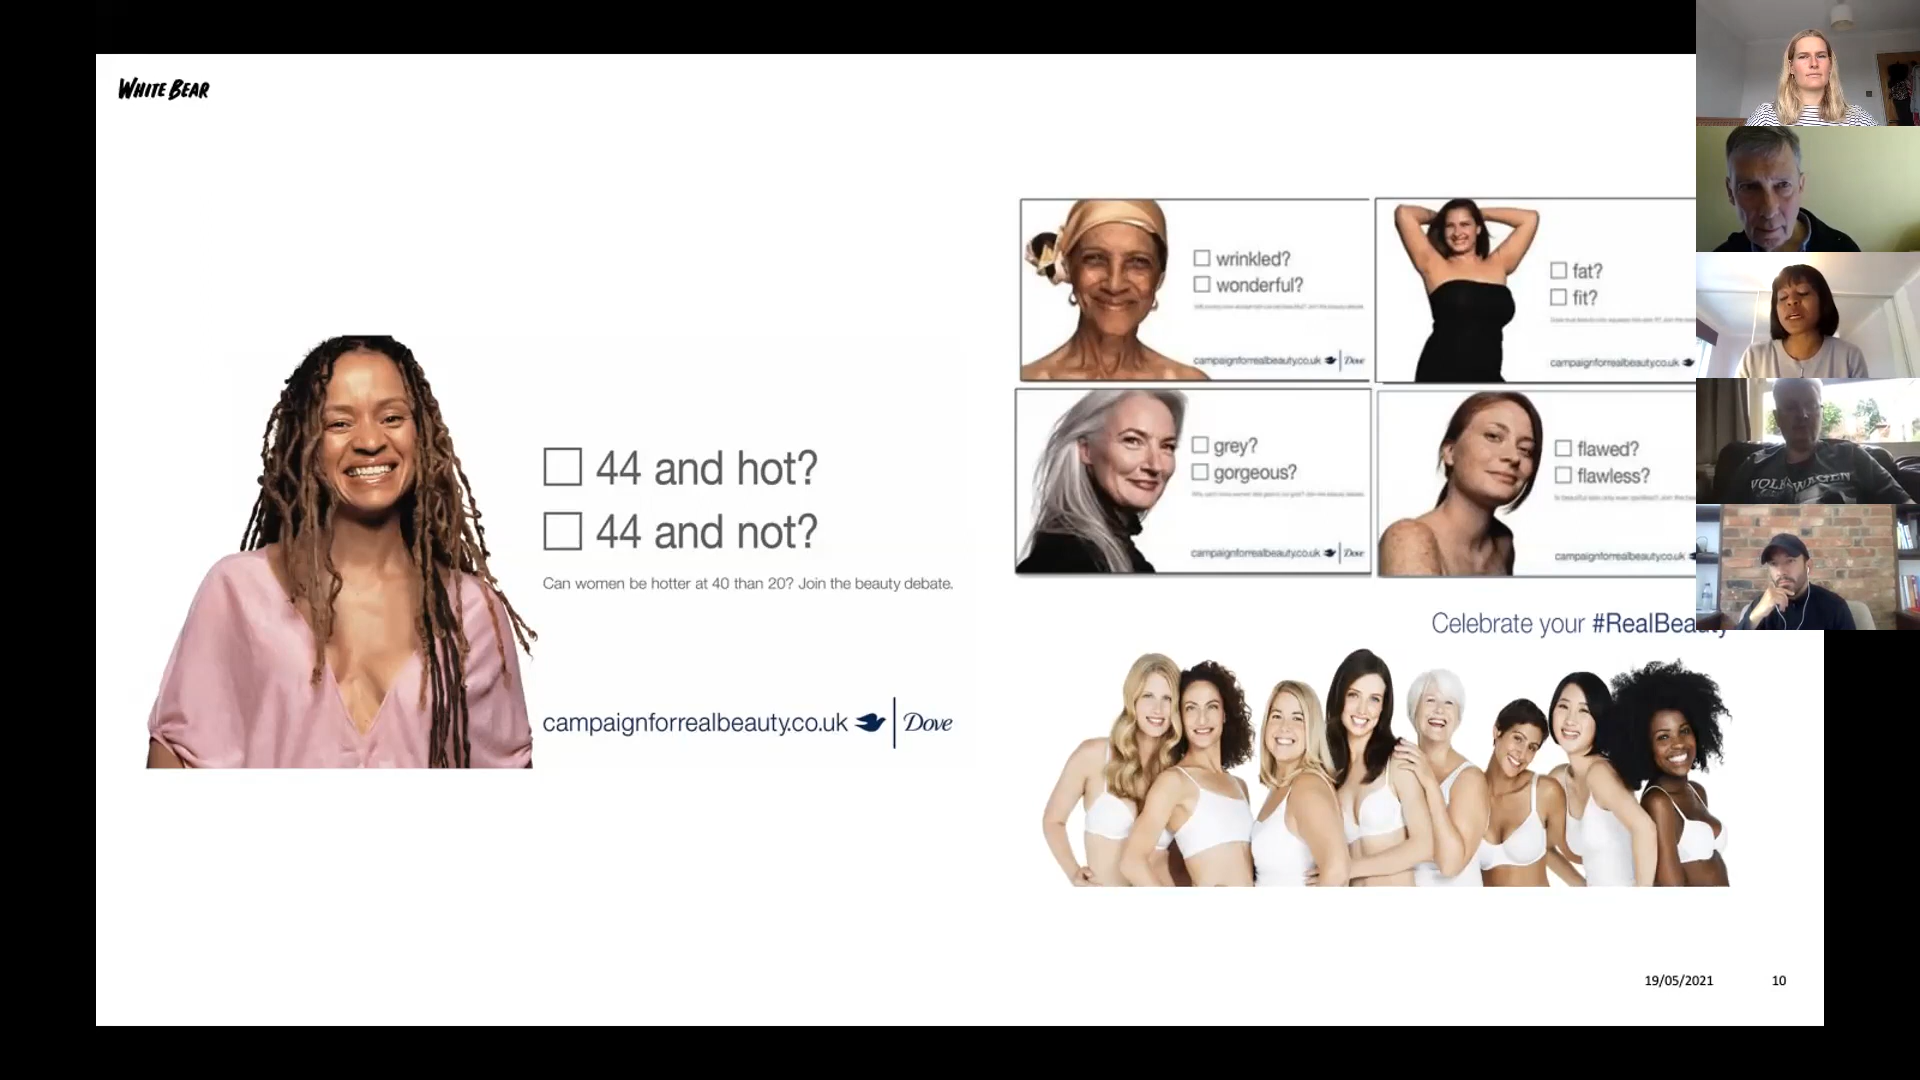 WHITE BEAR
44 and hot?
44 and not?
Can women be hotter at 40 than 20? Join the beauty debate.
campaignforrealbeauty.co.uk Dove
wrinkled?
wonderful?
campaignforrealbeauty.co.uk Dove
fat?
fit?
campaignforrealbeauty.co.uk
grey?
gorgeous?
campaignforrealbeauty.co.uk Dove
flawed?
flawless?
campaignforrealbeauty.co.uk
Celebrate your #RealBeauty
VOLKSWAGEN
19/05/2021 10